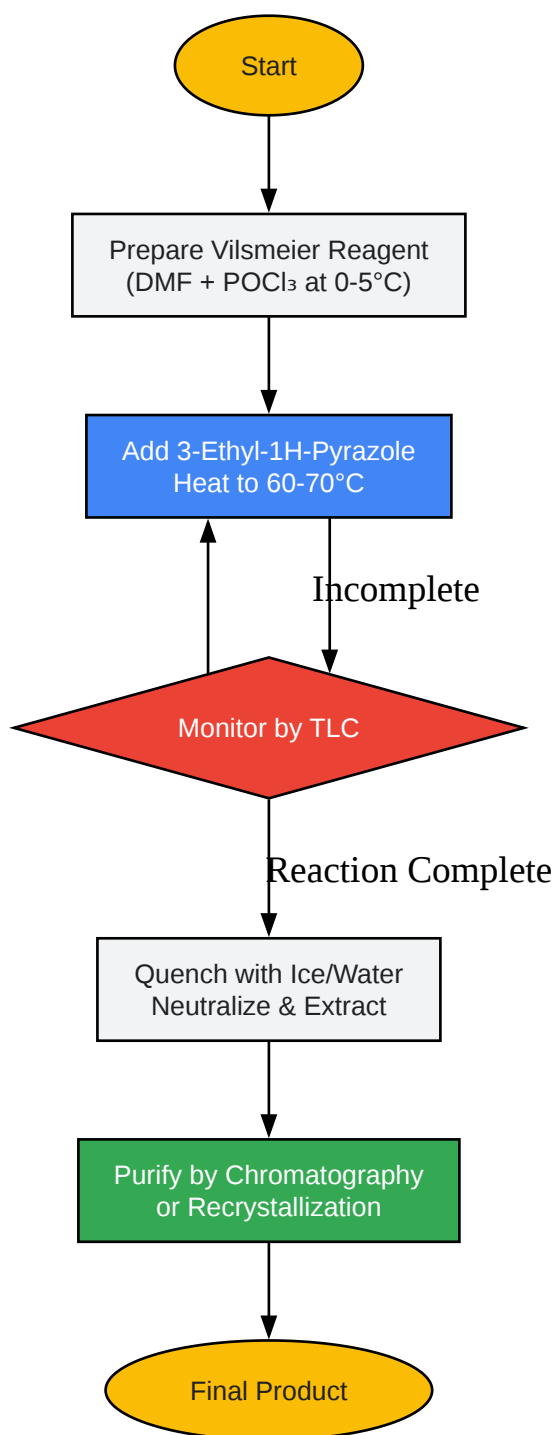 Start
Prepare Vilsmeier Reagent
(DMF + POCl₃ at 0-5°C)
Add 3-Ethyl-1H-Pyrazole
Heat to 60-70°C
Incomplete
Monitor by TLC
Reaction Complete
Quench with Ice/Water
Neutralize & Extract
Purify by Chromatography
or Recrystallization
Final Product